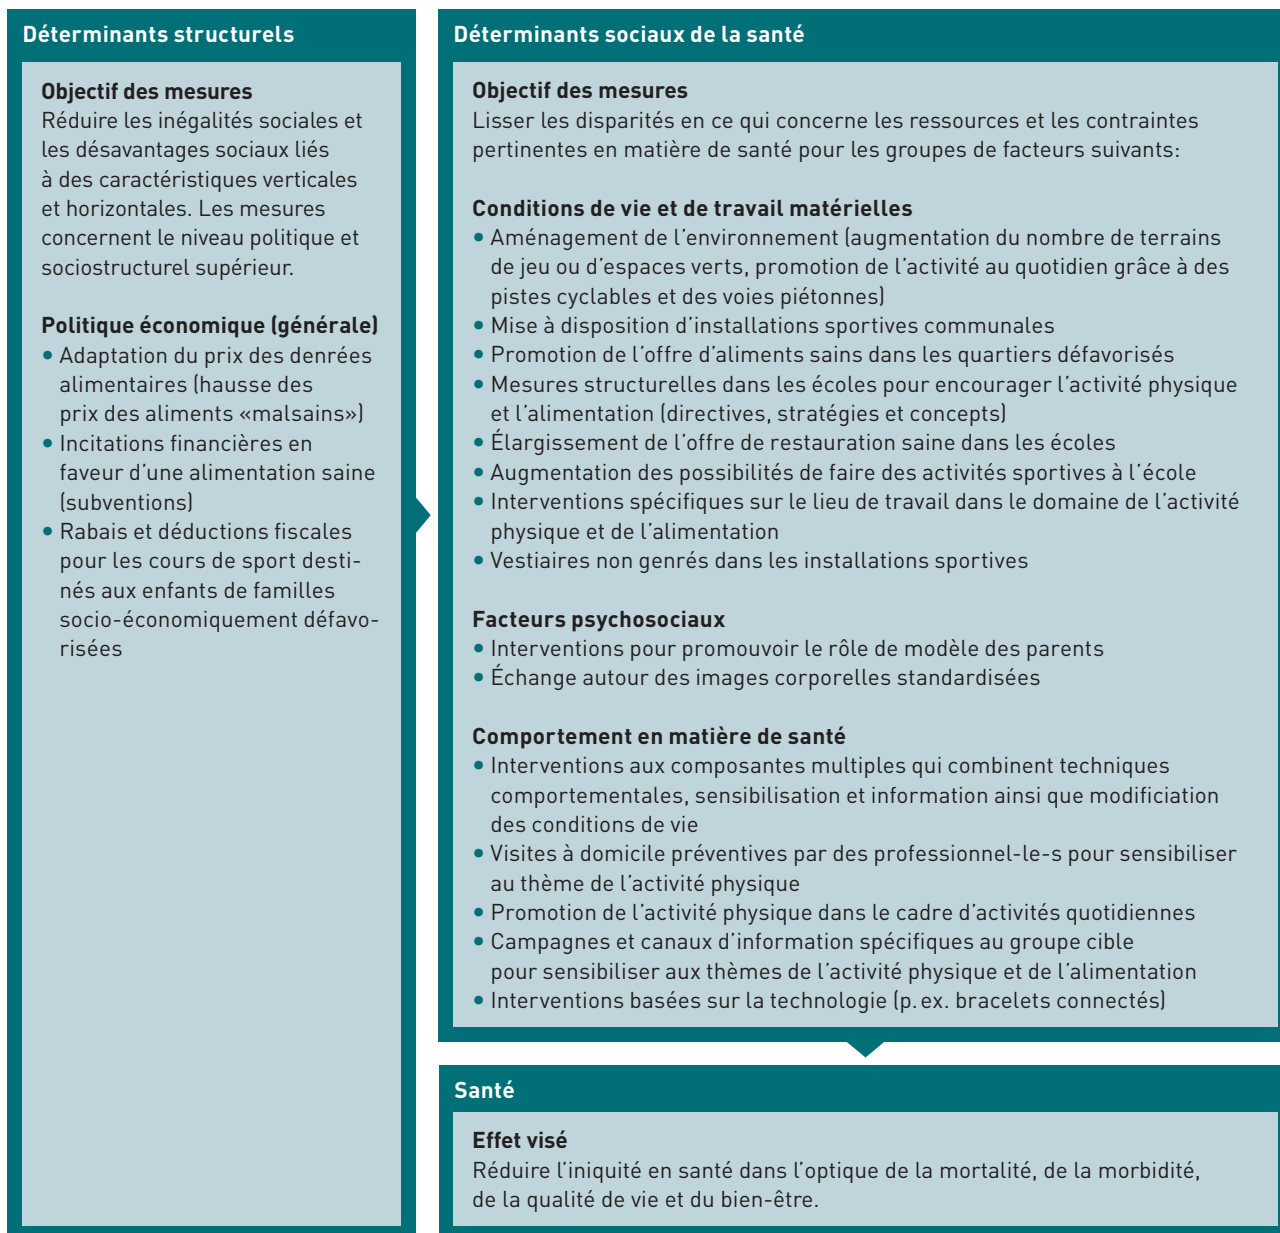 Déterminants structurels
Objectif des mesures
Réduire les inégalités sociales et
les désavantages sociaux liés
à des caractéristiques verticales
et horizontales. Les mesures
concernent le niveau politique et
sociostructurel supérieur.
Politique économique (générale)
• Adaptation du prix des denrées
alimentaires (hausse des
prix des aliments «malsains»)
• Incitations financières en
faveur d’une alimentation saine
(subventions)
• Rabais et déductions fiscales
pour les cours de sport desti-
nés aux enfants de familles
socio-économiquement défavo-
risées
Déterminants sociaux de la santé
Objectif des mesures
Lisser les disparités en ce qui concerne les ressources et les contraintes
pertinentes en matière de santé pour les groupes de facteurs suivants:
Conditions de vie et de travail matérielles
• Aménagement de l’environnement (augmentation du nombre de terrains
de jeu ou d’espaces verts, promotion de l’activité au quotidien grâce à des
pistes cyclables et des voies piétonnes)
• Mise à disposition d’installations sportives communales
• Promotion de l’offre d’aliments sains dans les quartiers défavorisés
• Mesures structurelles dans les écoles pour encourager l’activité physique
et l’alimentation (directives, stratégies et concepts)
• Élargissement de l’offre de restauration saine dans les écoles
• Augmentation des possibilités de faire des activités sportives à l’école
• Interventions spécifiques sur le lieu de travail dans le domaine de l’activité
physique et de l’alimentation
• Vestiaires non genrés dans les installations sportives
Facteurs psychosociaux
• Interventions pour promouvoir le rôle de modèle des parents
• Échange autour des images corporelles standardisées
Comportement en matière de santé
• Interventions aux composantes multiples qui combinent techniques
comportementales, sensibilisation et information ainsi que modificiation
des conditions de vie
• Visites à domicile préventives par des professionnel-le-s pour sensibiliser
au thème de l’activité physique
• Promotion de l’activité physique dans le cadre d’activités quotidiennes
• Campagnes et canaux d’information spécifiques au groupe cible
pour sensibiliser aux thèmes de l’activité physique et de l’alimentation
• Interventions basées sur la technologie (p. ex. bracelets connectés)
Santé
Effet visé
Réduire l’iniquité en santé dans l’optique de la mortalité, de la morbidité,
de la qualité de vie et du bien-être.